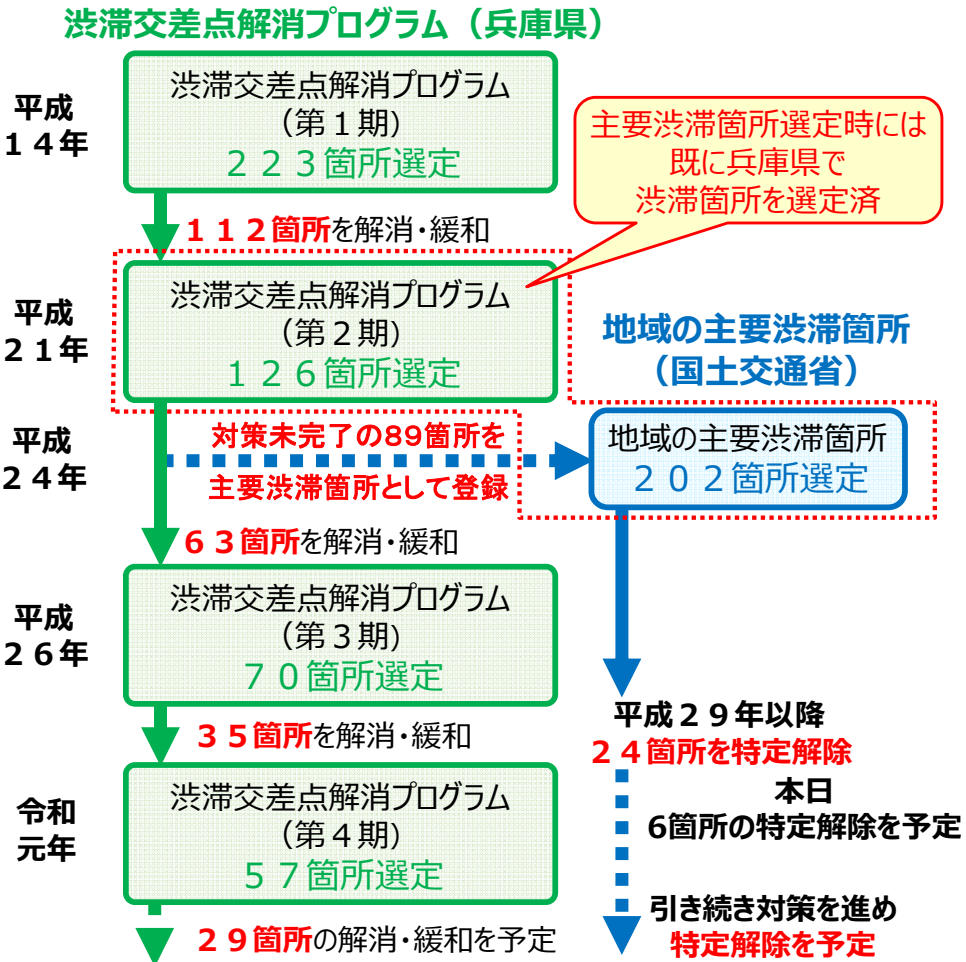 渋滞交差点解消プログラム（兵庫県）
平成
１４年
渋滞交差点解消プログラム
（第１期）
２２３箇所選定
主要渋滞箇所選定時には
既に兵庫県で
渋滞箇所を選定済
１１２箇所を解消・緩和
平成
２１年
渋滞交差点解消プログラム
（第２期）
１２６箇所選定
地域の主要渋滞箇所
（国土交通省）
平成
２４年
対策未完了の89箇所を
主要渋滞箇所として登録
地域の主要渋滞箇所
２０２箇所選定
６３箇所を解消・緩和
平成
２６年
渋滞交差点解消プログラム
（第３期）
７０箇所選定
３５箇所を解消・緩和
平成２９年以降
２４箇所を特定解除
本日
6箇所の特定解除を予定
令和
元年
渋滞交差点解消プログラム
（第４期）
５７箇所選定
２９箇所の解消・緩和を予定
引き続き対策を進め
特定解除を予定